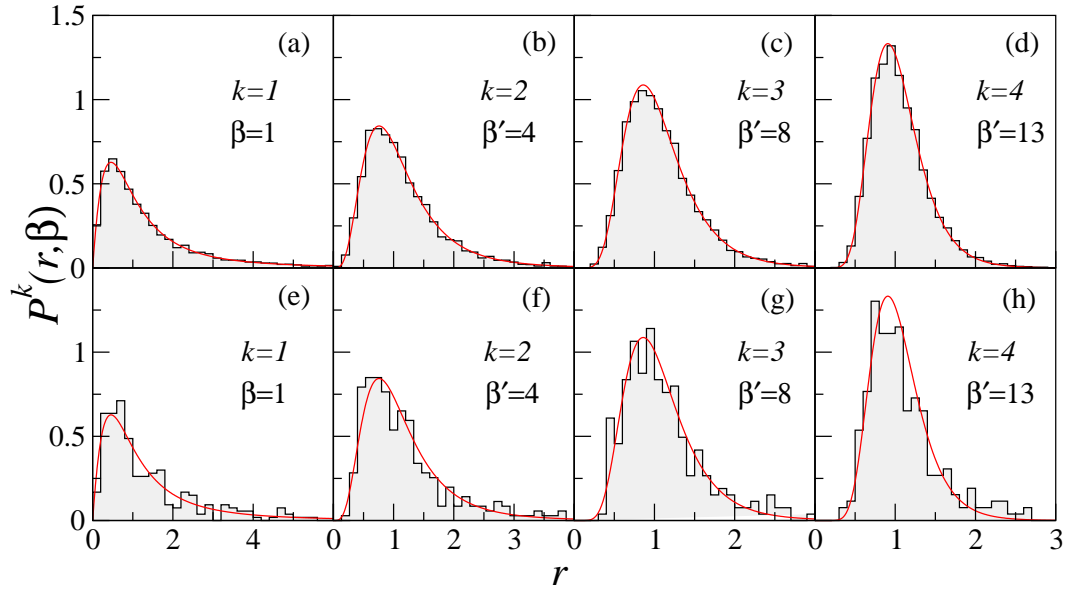 1.5
(a)
(b)
(c)
(d)
k=1
k=2
k=3
k=4
β=1
β′=4
β′=8
β′=13
1
0.5
0
(e)
(f)
(g)
(h)
k=1
k=2
k=3
k=4
β=1
β′=4
β′=8
β′=13
1
0.5
0
0 2 4 0 1 2 3 0 1 2 0 1 2 3
P^k(r,β)
r